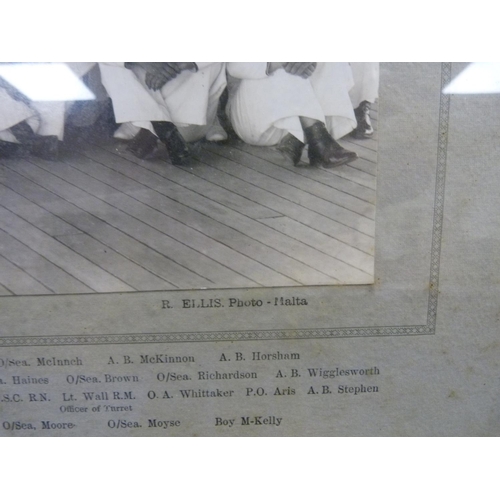 R. ELLIS. Photo - Malta
O/Sea. McInnch A. B. McKinnon A. B. Horsham
a. Haines O/Sea. Brown O/Sea. Richardson A. B. Wigglesworth
.S.C. R.N. Lt. Wall R.M. O. A. Whittaker P.O. Aris A. B. Stephen
Officer of Turret
O/Sea. Moore O/Sea. Moyse Boy M-Kelly